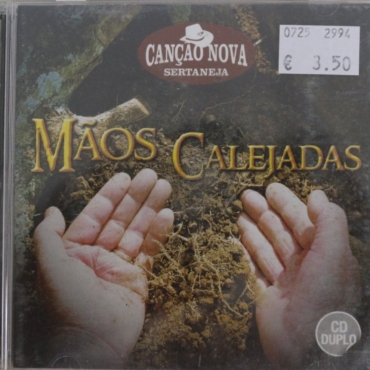 CANÇÃO NOVA
SERTANEJA
0725 2994
€ 3.50
MÃOS CALEJADAS
CD
DUPLO